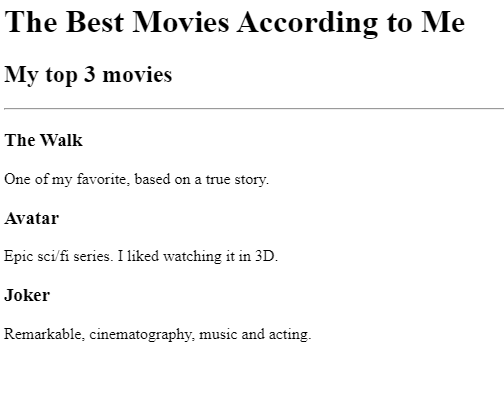 The Best Movies According to Me
My top 3 movies
The Walk
One of my favorite, based on a true story.
Avatar
Epic sci/fi series. I liked watching it in 3D.
Joker
Remarkable, cinematography, music and acting.